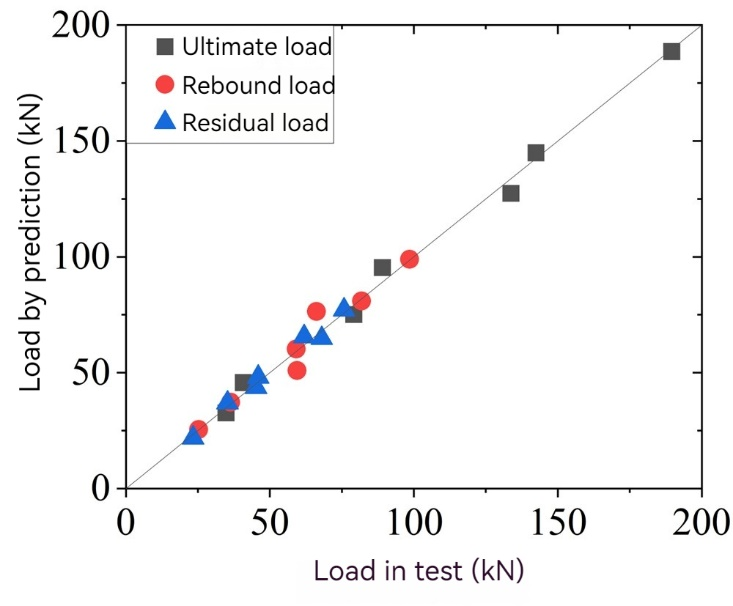 200
150
100
50
0
Load by prediction (kN)
Ultimate load
Rebound load
Residual load
0 50 100 150 200
Load in test (kN)